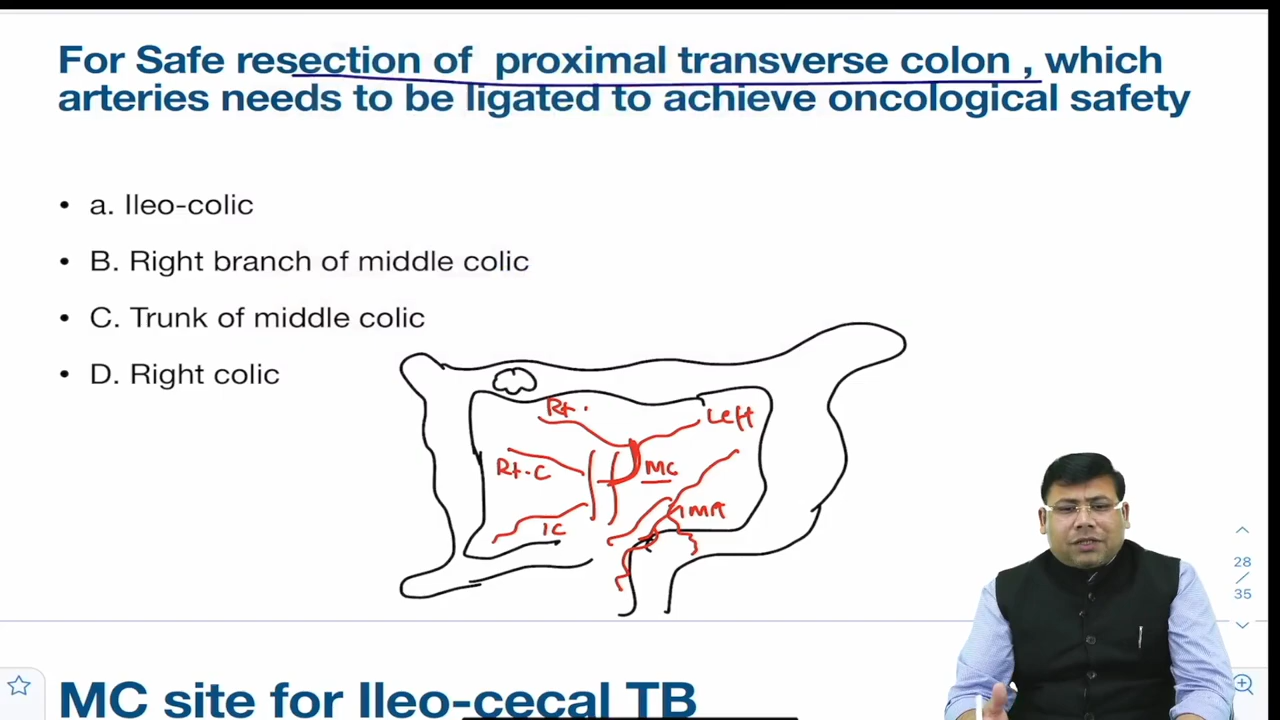 For Safe resection of proximal transverse colon , which
arteries needs to be ligated to achieve oncological safety
• a. Ileo-colic
• B. Right branch of middle colic
• C. Trunk of middle colic
• D. Right colic
Rt.
Left
Rt.C
MC
IMA
IC
28
/
35
MC site for Ileo-cecal TB